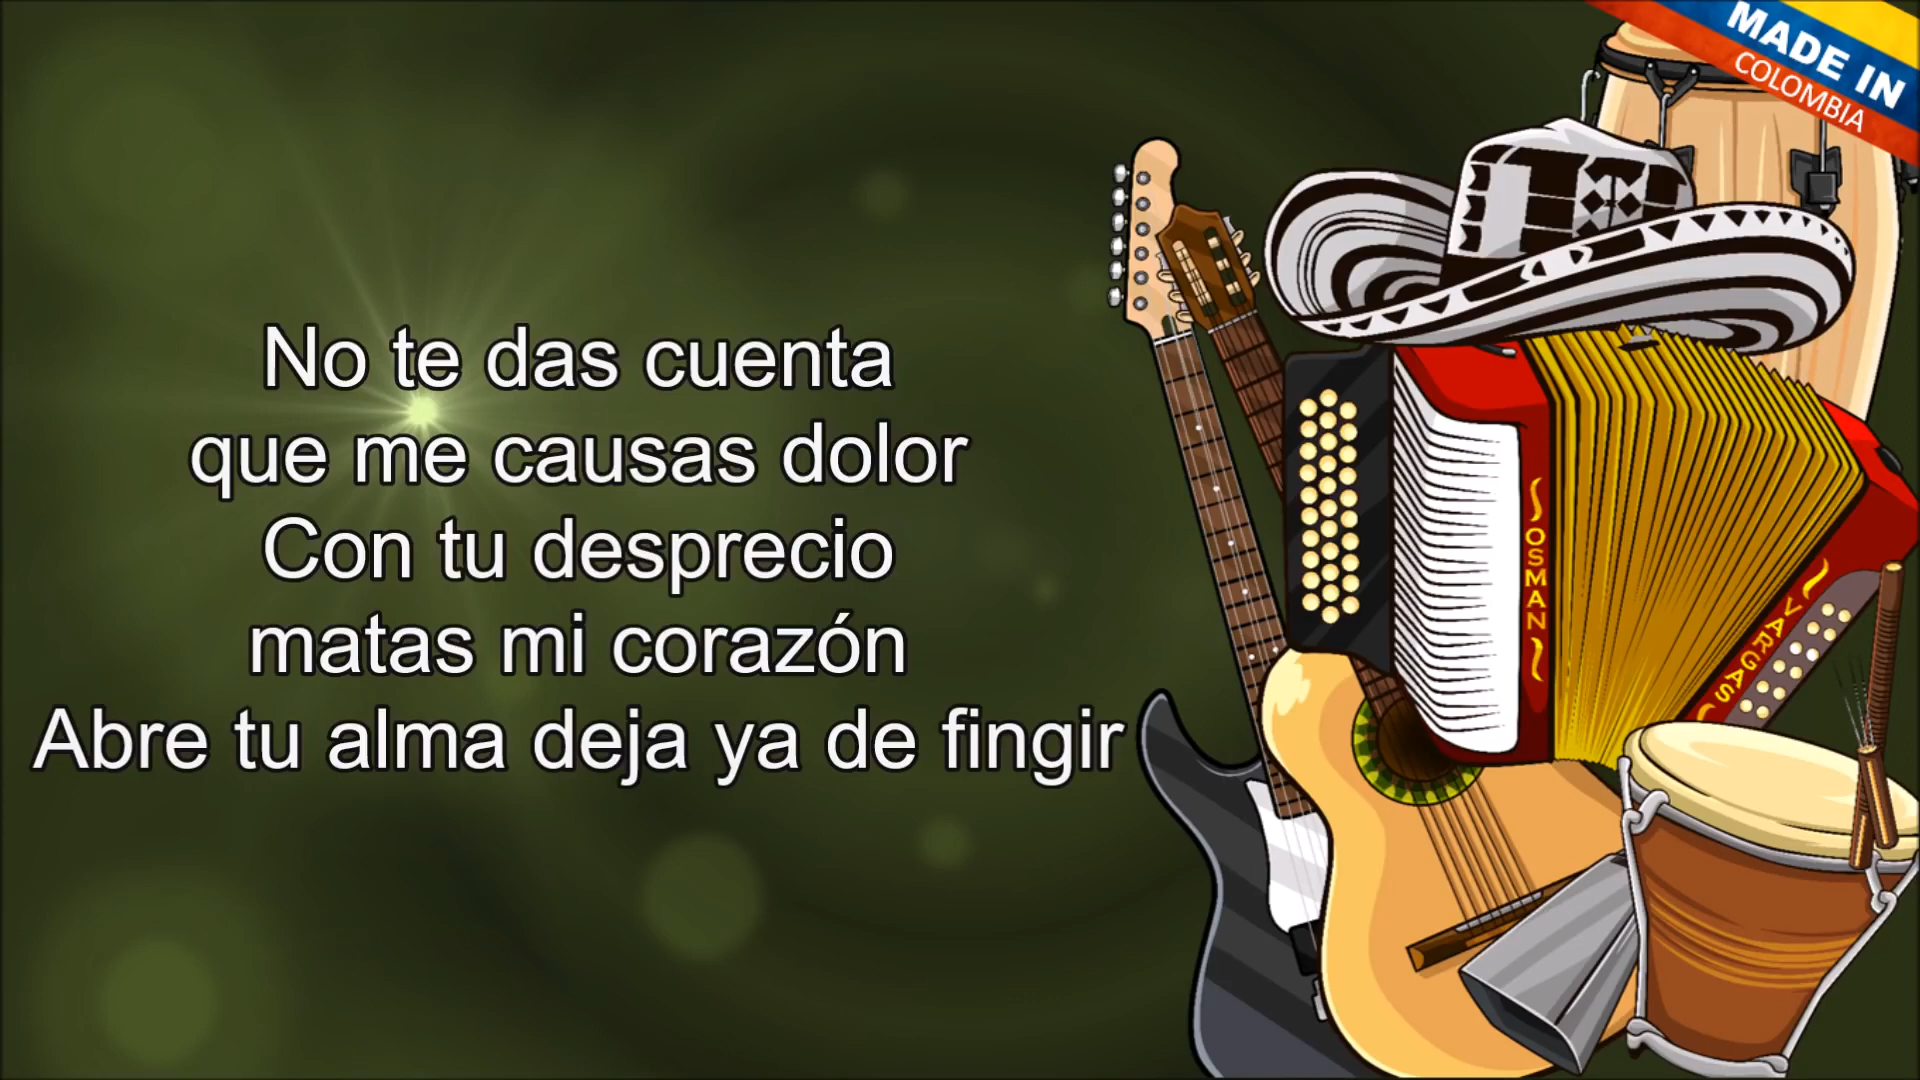 MADE IN
COLOMBIA
No te das cuenta
que me causas dolor
Con tu desprecio
matas mi corazón
Abre tu alma deja ya de fingir
OSMAN
VARGAS